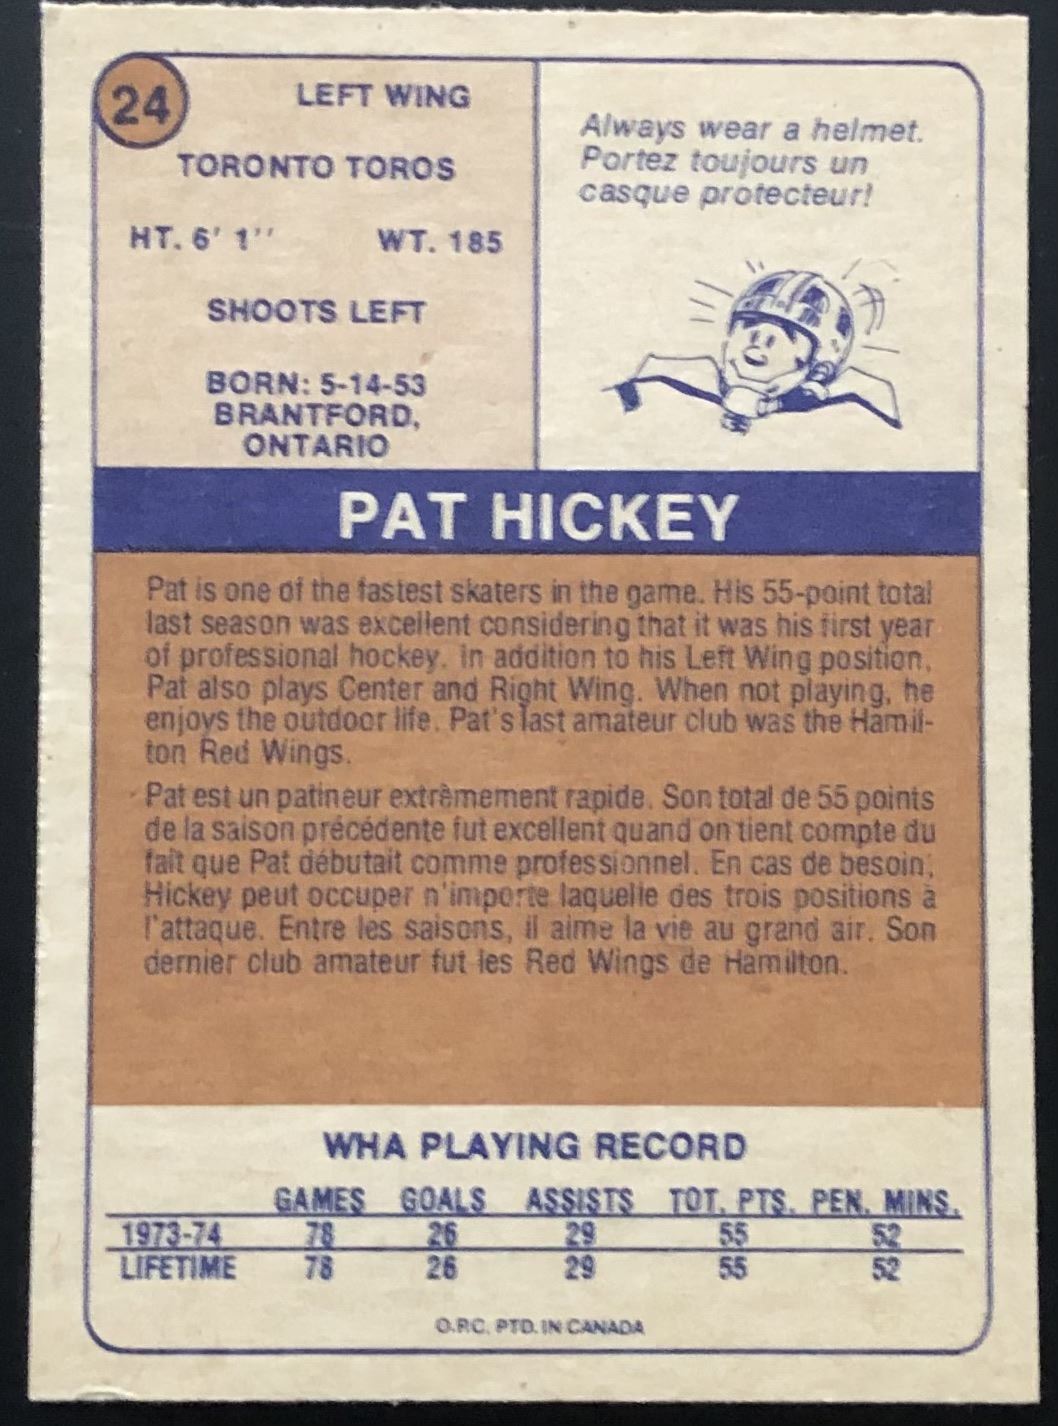 24
LEFT WING
TORONTO TOROS
HT. 6' 1'' WT. 185
SHOOTS LEFT
BORN: 5-14-53
BRANTFORD,
ONTARIO
Always wear a helmet.
Portez toujours un
casque protecteur!
PAT HICKEY
Pat is one of the fastest skaters in the game. His 55-point total
last season was excellent considering that it was his first year
of professional hockey. In addition to his Left Wing position,
Pat also plays Center and Right Wing. When not playing, he
enjoys the outdoor life. Pat's last amateur club was the Hamil-
ton Red Wings.
Pat est un patineur extrèmement rapide. Son total de 55 points
de la saison précédente fut excellent quand on tient compte du
fait que Pat débutait comme professionnel. En cas de besoin,
Hickey peut occuper n'importe laquelle des trois positions à
l'attaque. Entre les saisons, il aime la vie au grand air. Son
dernier club amateur fut les Red Wings de Hamilton.
WHA PLAYING RECORD
GAMES GOALS ASSISTS TOT. PTS. PEN. MINS.
1973-74 78 26 29 55 52
LIFETIME 78 26 29 55 52
O.P.C. PTD. IN CANADA